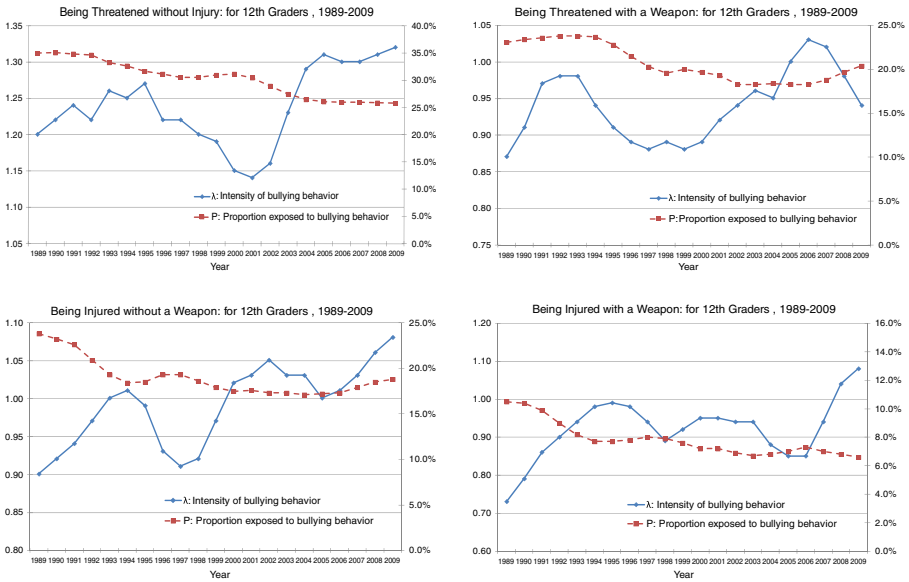 Being Threatened without Injury: for 12th Graders , 1989-2009
1.35
1.30
1.25
1.20
1.15
1.10
1.05
40.0%
35.0%
30.0%
25.0%
20.0%
15.0%
10.0%
5.0%
0.0%
λ: Intensity of bullying behavior
P: Proportion exposed to bullying behavior
1989 1990 1991 1992 1993 1994 1995 1996 1997 1998 1999 2000 2001 2002 2003 2004 2005 2006 2007 2008 2009
Year
Being Threatened with a Weapon: for 12th Graders, 1989-2009
1.05
1.00
0.95
0.90
0.85
0.80
0.75
25.0%
20.0%
15.0%
10.0%
5.0%
0.0%
λ: Intensity of bullying behavior
P:Proportion exposed to bullying behavior
1989 1990 1991 1992 1993 1994 1995 1996 1997 1998 1999 2000 2001 2002 2003 2004 2005 2006 2007 2008 2009
Year
Being Injured without a Weapon: for 12th Graders , 1989-2009
1.10
1.05
1.00
0.95
0.90
0.85
0.80
25.0%
20.0%
15.0%
10.0%
5.0%
0.0%
λ: Intensity of bullying behavior
P: Proportion exposed to bullying behavior
1989 1990 1991 1992 1993 1994 1995 1996 1997 1998 1999 2000 2001 2002 2003 2004 2005 2006 2007 2008 2009
Year
Being Injured with a Weapon: for 12th Graders, 1989-2009
1.20
1.10
1.00
0.90
0.80
0.70
0.60
16.0%
14.0%
12.0%
10.0%
8.0%
6.0%
4.0%
2.0%
0.0%
λ: Intensity of bullying behavior
P: Proportion exposed to bullying behavior
1989 1990 1991 1992 1993 1994 1995 1996 1997 1998 1999 2000 2001 2002 2003 2004 2005 2006 2007 2008 2009
Year